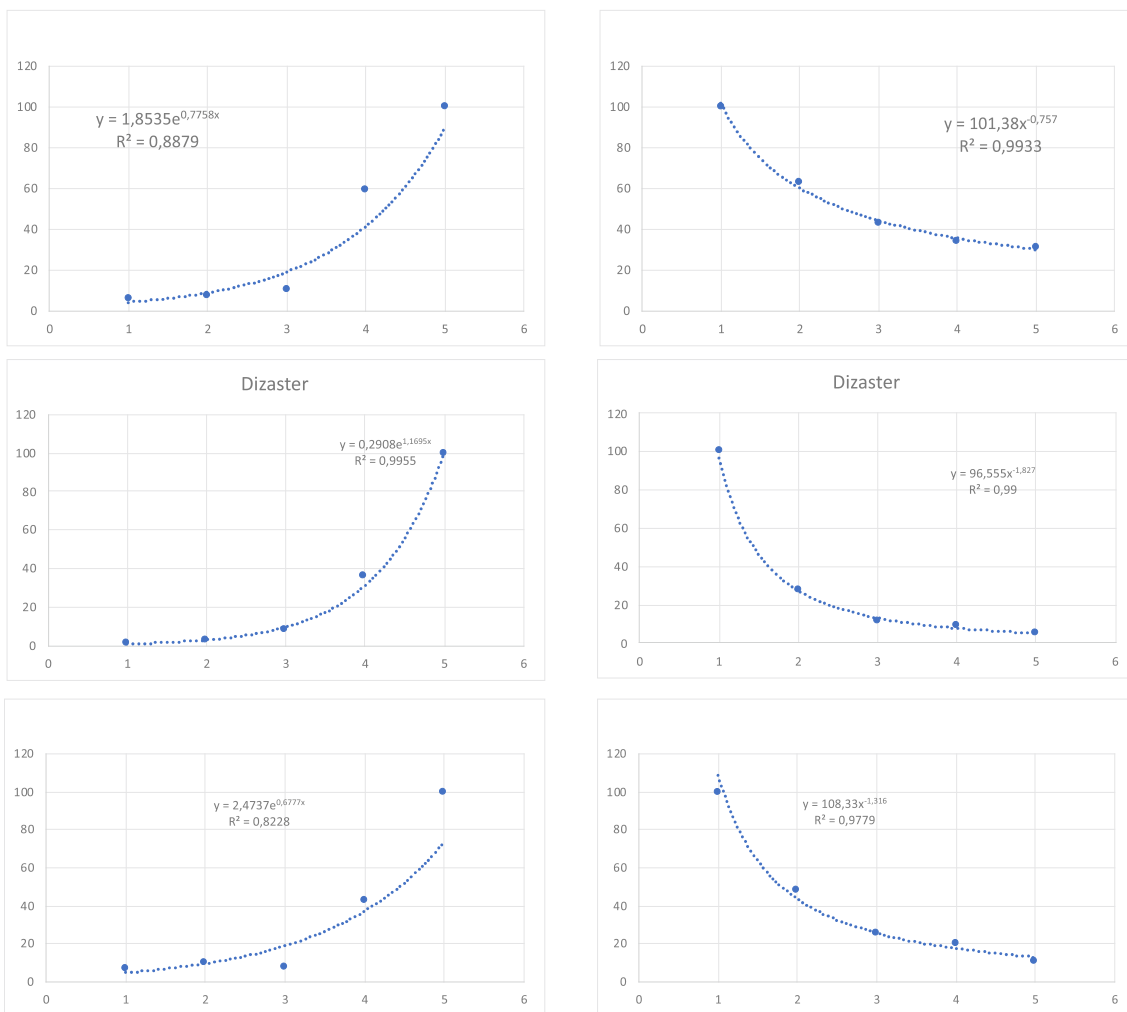 120
100
80
60
40
20
0
0 1 2 3 4 5 6
y = 1,8535e^0,7758x
R² = 0,8879
120
100
80
60
40
20
0
0 1 2 3 4 5 6
y = 101,38x^-0,757
R² = 0,9933
Dizaster
120
100
80
60
40
20
0
0 1 2 3 4 5 6
y = 0,2908e^1,1695x
R² = 0,9955
Dizaster
120
100
80
60
40
20
0
0 1 2 3 4 5 6
y = 96,555x^-1,827
R² = 0,99
120
100
80
60
40
20
0
0 1 2 3 4 5 6
y = 2,4737e^0,6777x
R² = 0,8228
120
100
80
60
40
20
0
0 1 2 3 4 5 6
y = 108,33x^-1,316
R² = 0,9779